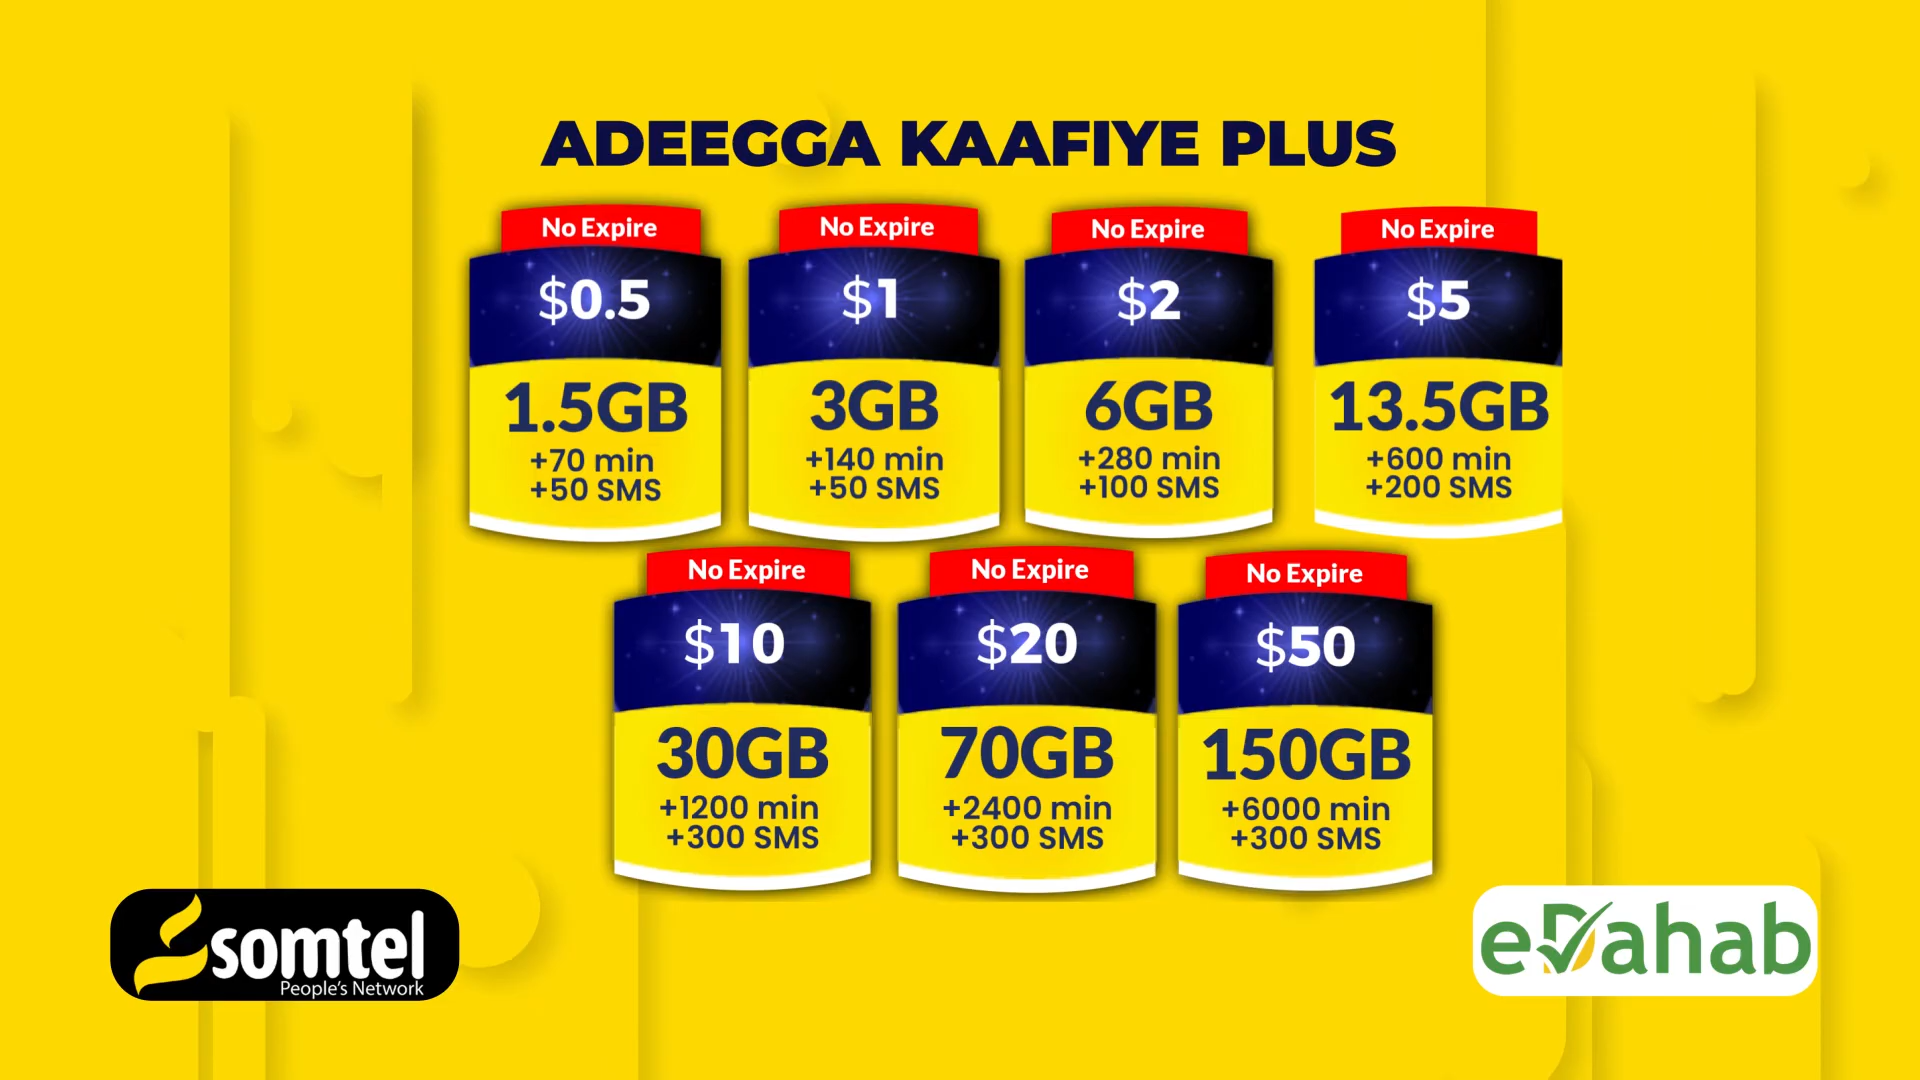 ADEEGGA KAAFIYE PLUS
No Expire
$0.5
1.5GB
+70 min
+50 SMS
No Expire
$1
3GB
+140 min
+50 SMS
No Expire
$2
6GB
+280 min
+100 SMS
No Expire
$5
13.5GB
+600 min
+200 SMS
No Expire
$10
30GB
+1200 min
+300 SMS
No Expire
$20
70GB
+2400 min
+300 SMS
No Expire
$50
150GB
+6000 min
+300 SMS
somtel
People's Network
eDahab